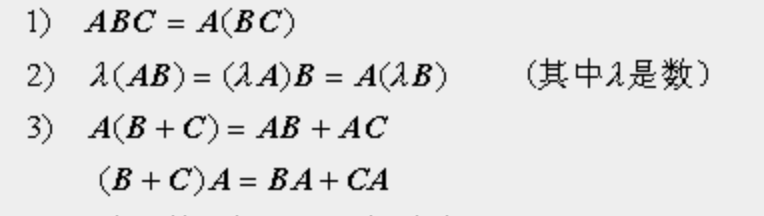 1) ABC = A(BC)
2) λ(AB) = (λA)B = A(λB) (其中λ是数)
3) A(B + C) = AB + AC
(B + C)A = BA + CA